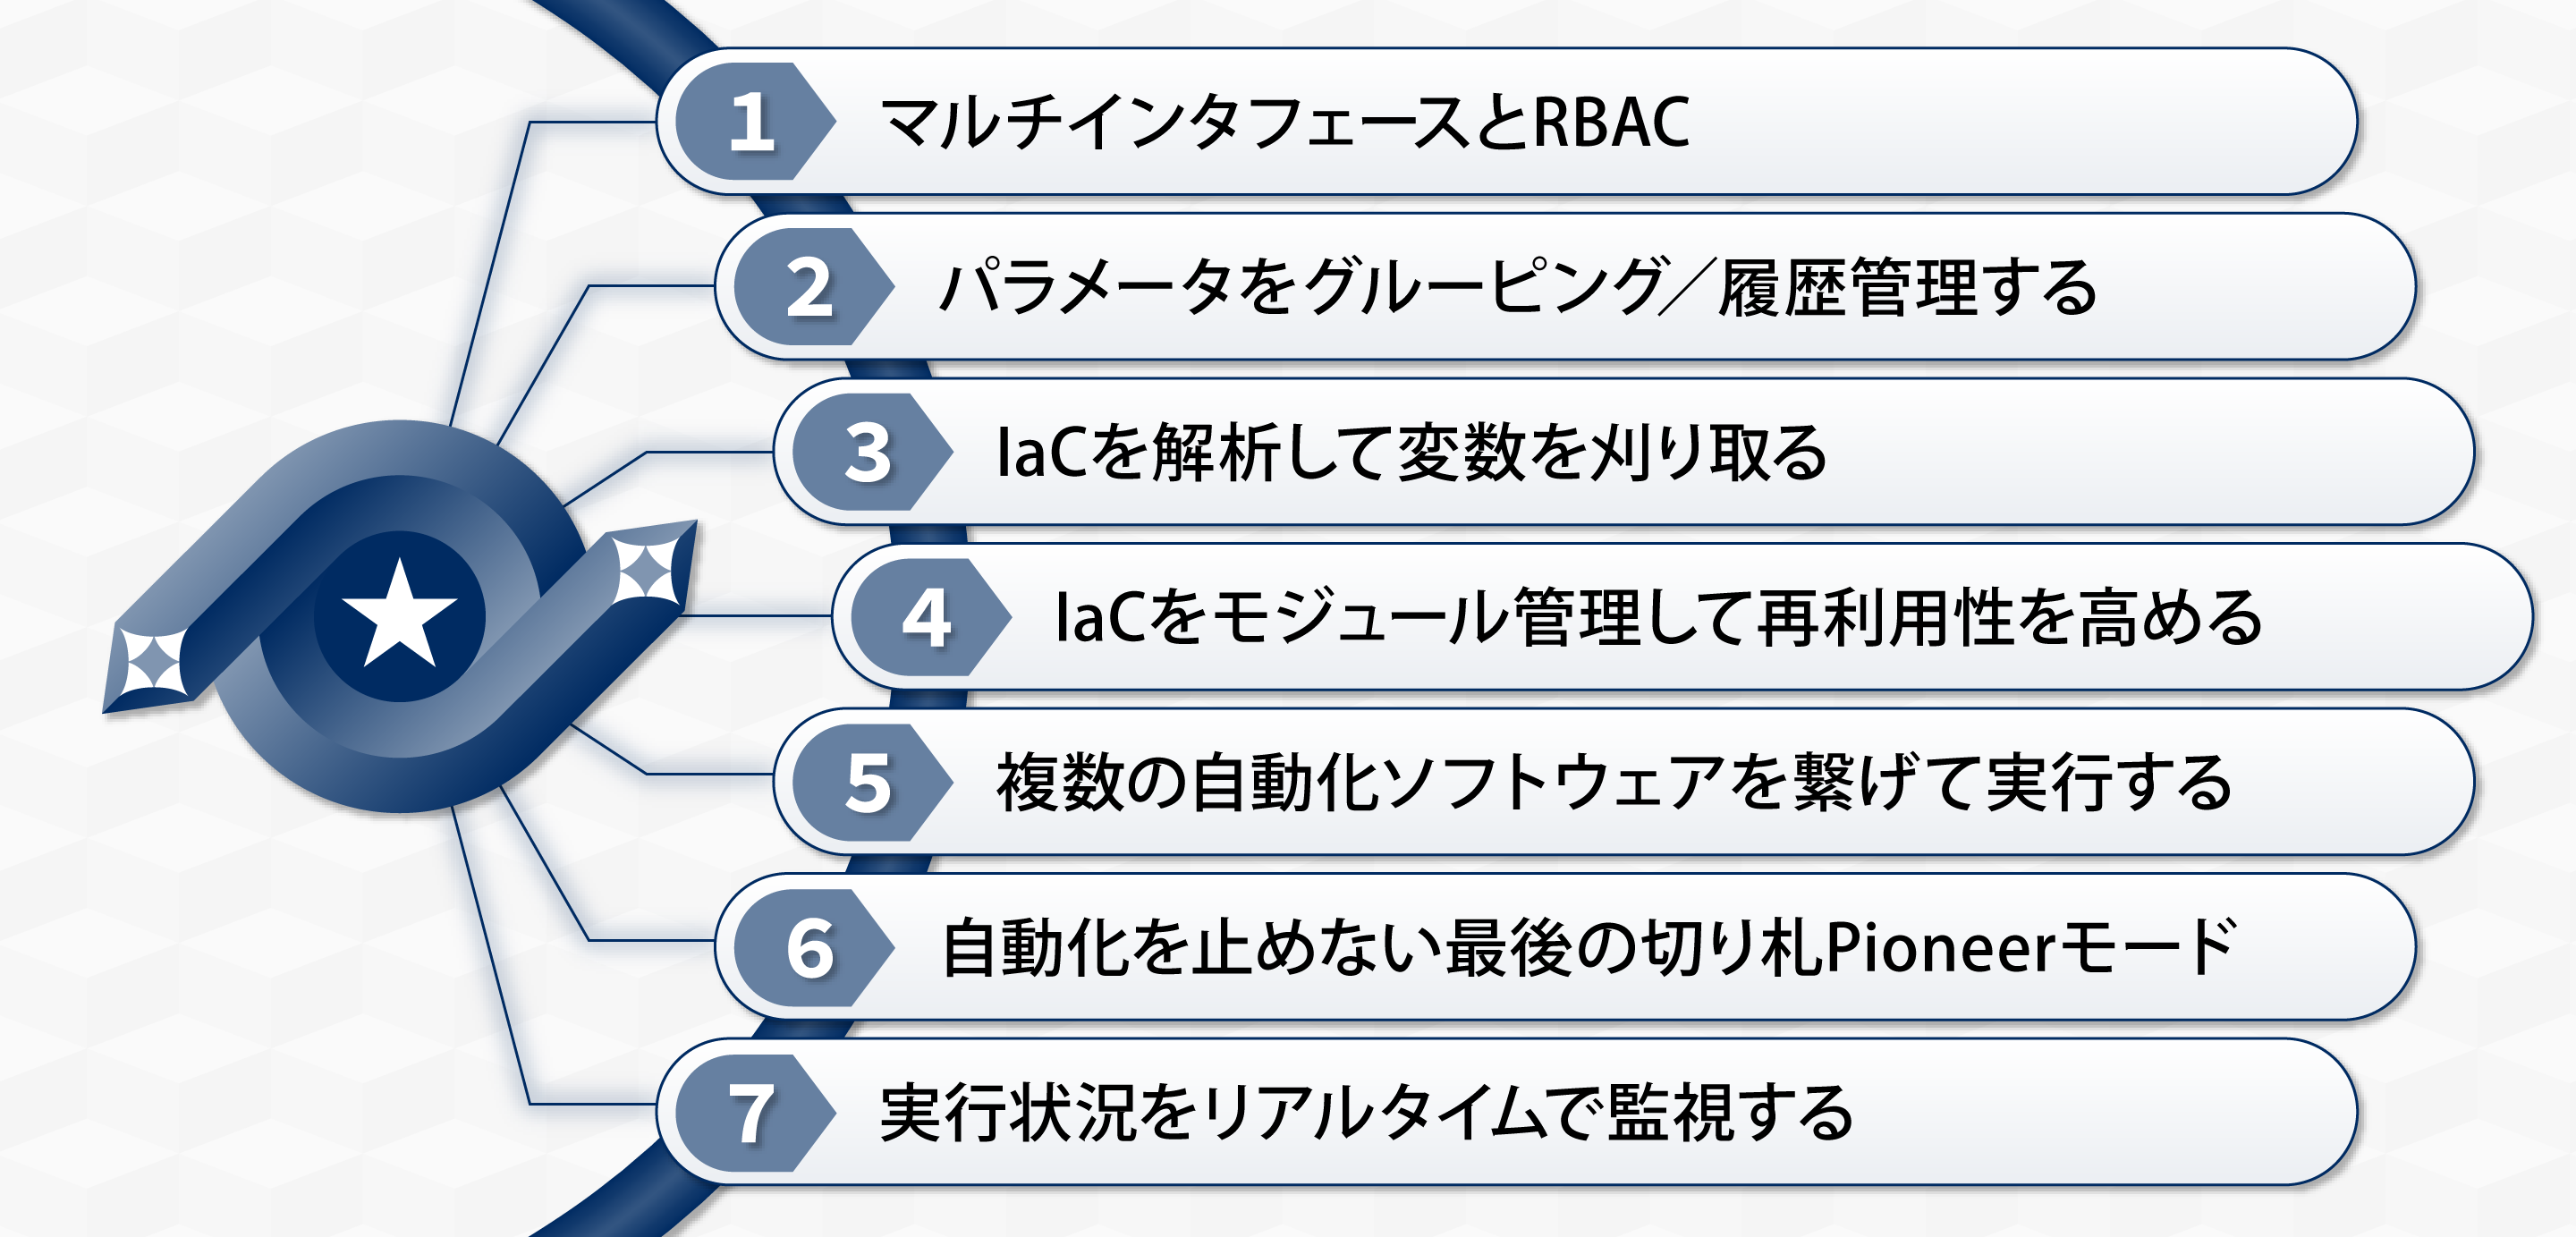 1 マルチインタフェースとRBAC
2 パラメータをグルーピング／履歴管理する
3 IaCを解析して変数を刈り取る
4 IaCをモジュール管理して再利用性を高める
5 複数の自動化ソフトウェアを繋げて実行する
6 自動化を止めない最後の切り札Pioneerモード
7 実行状況をリアルタイムで監視する